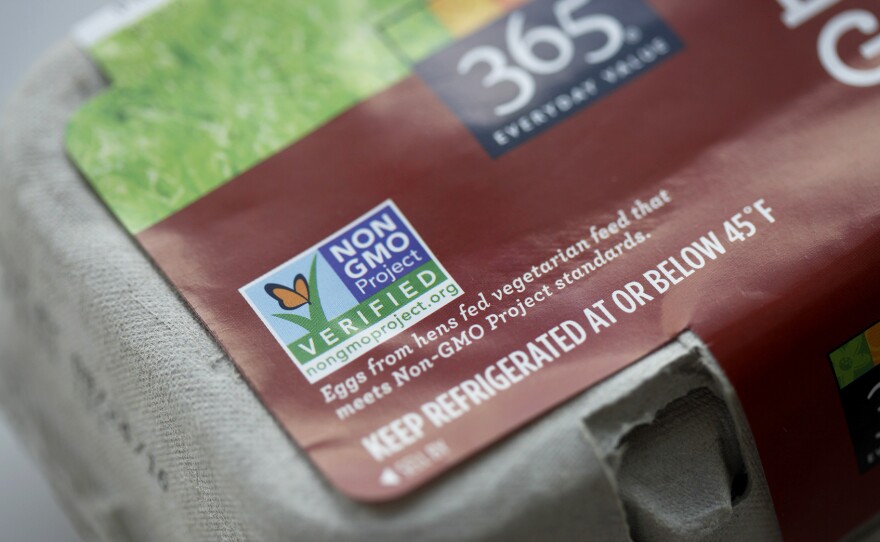 365
EVERYDAY VALUE
G
NON
GMO
Project
VERIFIED
nongmoproject.org
Eggs from hens fed vegetarian feed that
meets Non-GMO Project standards.
KEEP REFRIGERATED AT OR BELOW 45°F
SELL BY